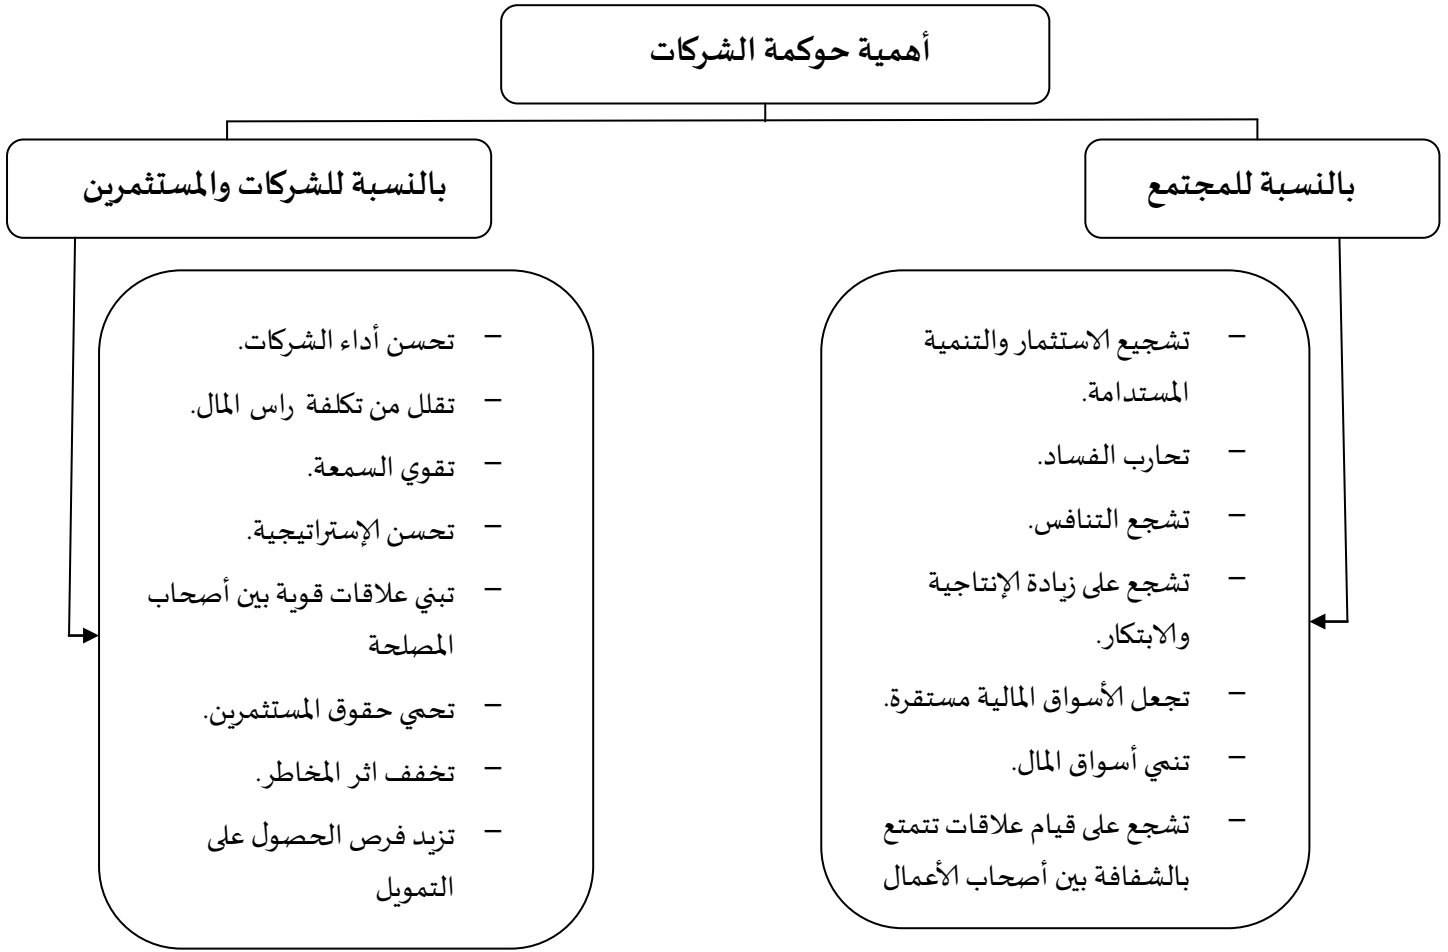 أهمية حوكمة الشركات
بالنسبة للمجتمع
بالنسبة للشركات والمستثمرين
– تشجيع الاستثمار والتنمية
المستدامة.
– تحارب الفساد.
– تشجع التنافس.
– تشجع على زيادة الإنتاجية
والابتكار.
– تجعل الأسواق المالية مستقرة.
– تنمي أسواق المال.
– تشجع على قيام علاقات تتمتع
بالشفافة بين أصحاب الأعمال
– تحسن أداء الشركات.
– تقلل من تكلفة راس المال.
– تقوي السمعة.
– تحسن الإستراتيجية.
– تبني علاقات قوية بين أصحاب
المصلحة
– تحمي حقوق المستثمرين.
– تخفف اثر المخاطر.
– تزيد فرص الحصول على
التمويل